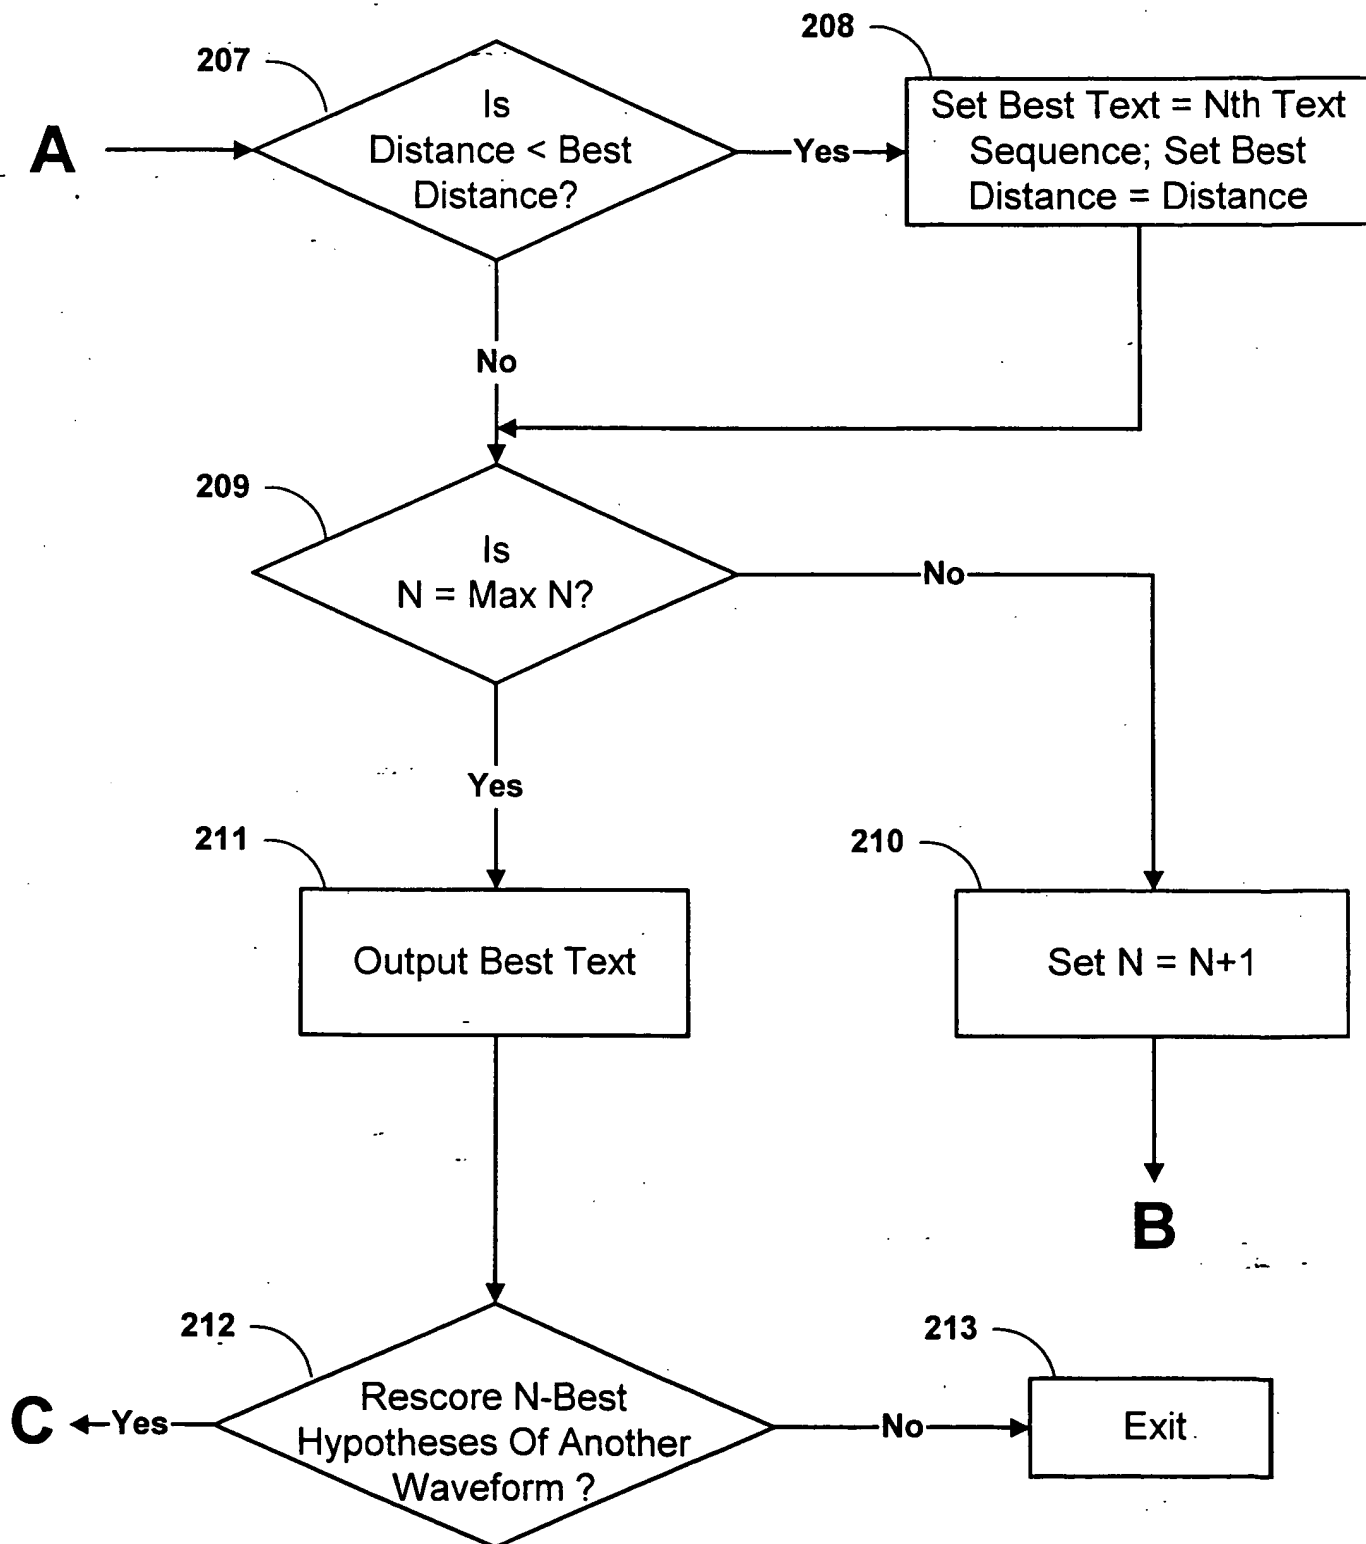 207
208
A
Is
Distance < Best
Distance?
Yes
Set Best Text = Nth Text
Sequence; Set Best
Distance = Distance
No
209
Is
N = Max N?
No
Yes
211
210
Output Best Text
Set N = N+1
B
212
213
C
Yes
Rescore N-Best
Hypotheses Of Another
Waveform ?
No
Exit